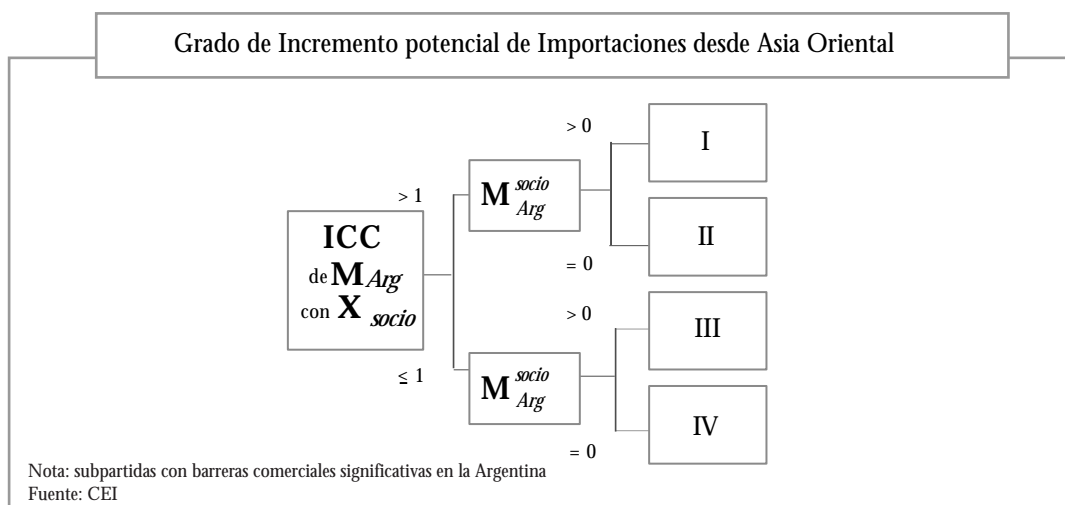 Grado de Incremento potencial de Importaciones desde Asia Oriental
> 0
I
> 1
M socio Arg
ICC
de M Arg
con X socio
II
= 0
> 0
III
≤ 1
M socio Arg
IV
= 0
Nota: subpartidas con barreras comerciales significativas en la Argentina
Fuente: CEI